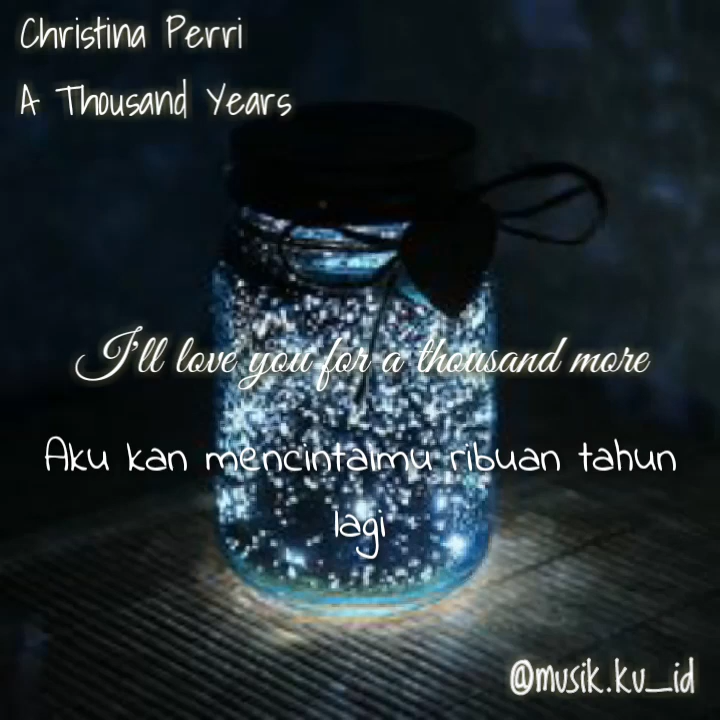 Christina Perri
A Thousand Years
I'll love you for a thousand more
Aku kan mencintaimu ribuan tahun
lagi
@musik.ku_id